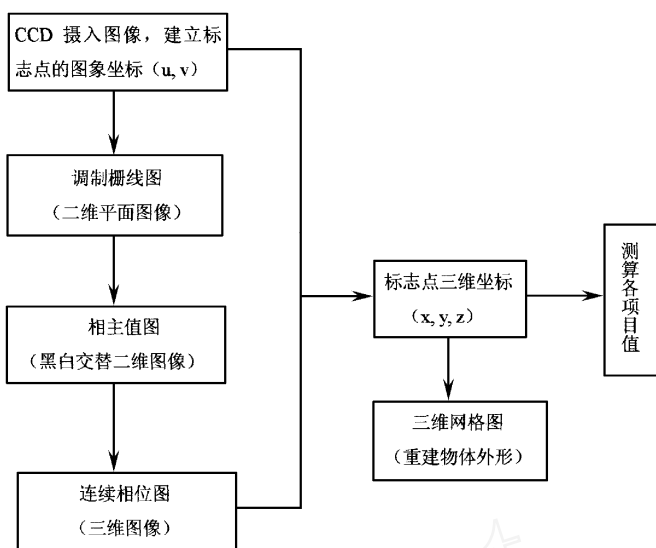 CCD 摄入图像，建立标
志点的图象坐标（u, v）
调制栅线图
（二维平面图像）
相主值图
（黑白交替二维图像）
连续相位图
（三维图像）
标志点三维坐标
（x, y, z）
三维网格图
（重建物体外形）
测算各项目值